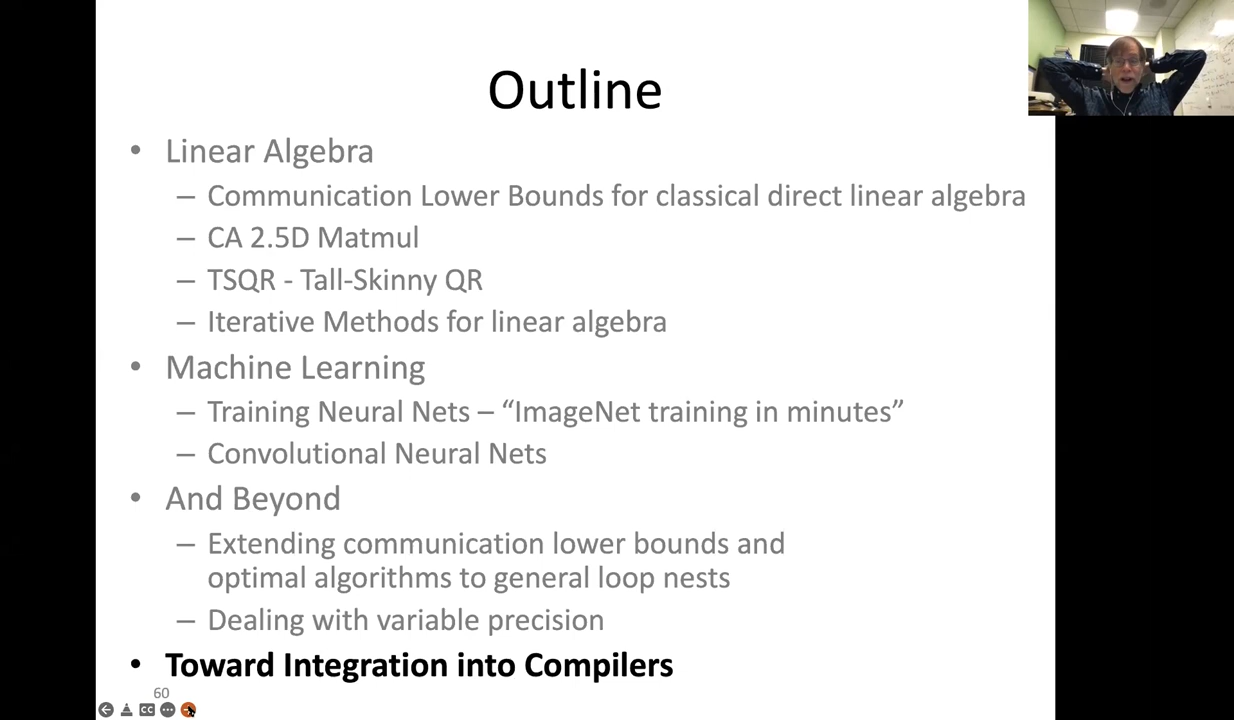 Outline
• Linear Algebra
– Communication Lower Bounds for classical direct linear algebra
– CA 2.5D Matmul
– TSQR - Tall-Skinny QR
– Iterative Methods for linear algebra
• Machine Learning
– Training Neural Nets – “ImageNet training in minutes”
– Convolutional Neural Nets
• And Beyond
– Extending communication lower bounds and
optimal algorithms to general loop nests
– Dealing with variable precision
• Toward Integration into Compilers
60
CC